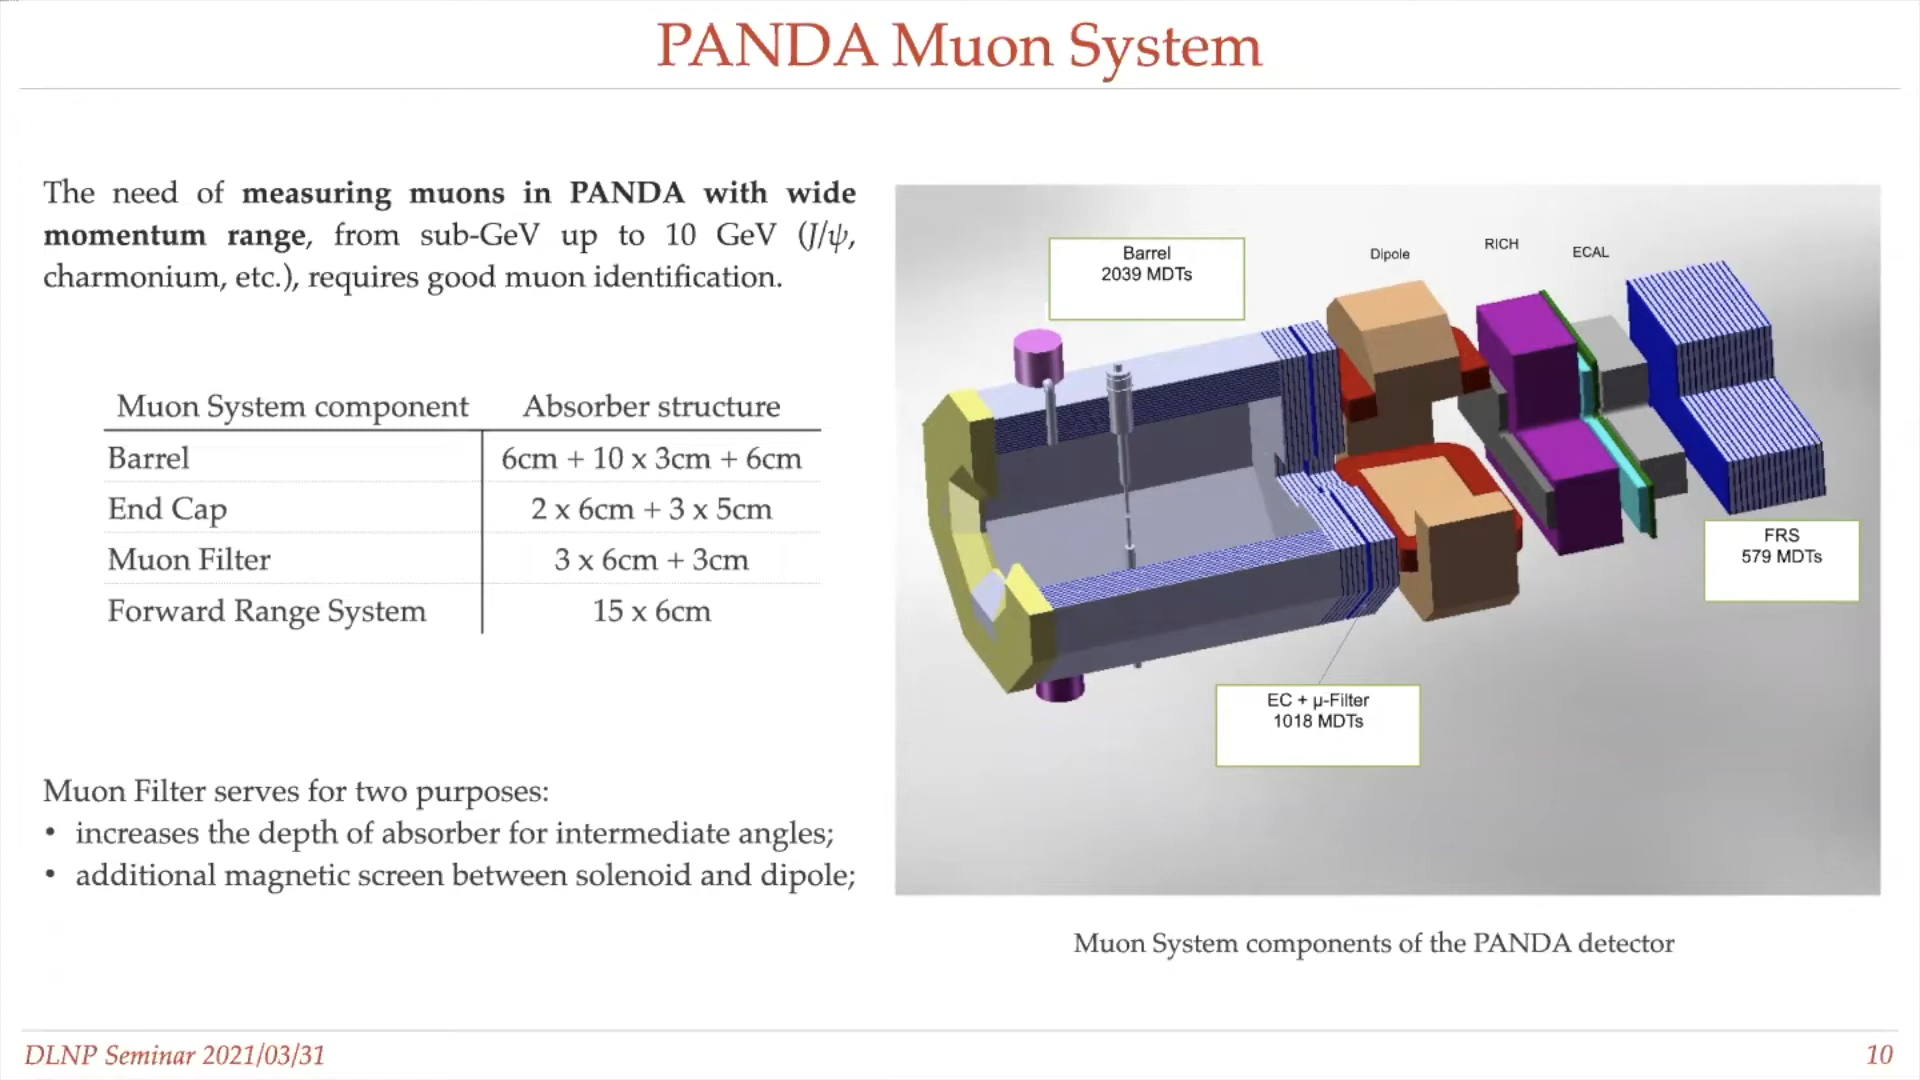 PANDA Muon System
The need of measuring muons in PANDA with wide
momentum range, from sub-GeV up to 10 GeV (J/ψ,
charmonium, etc.), requires good muon identification.
Muon System component Absorber structure
Barrel 6cm + 10 x 3cm + 6cm
End Cap 2 x 6cm + 3 x 5cm
Muon Filter 3 x 6cm + 3cm
Forward Range System 15 x 6cm
Muon Filter serves for two purposes:
• increases the depth of absorber for intermediate angles;
• additional magnetic screen between solenoid and dipole;
Barrel
2039 MDTs
Dipole
RICH
ECAL
FRS
579 MDTs
EC + μ-Filter
1018 MDTs
Muon System components of the PANDA detector
DLNP Seminar 2021/03/31
10